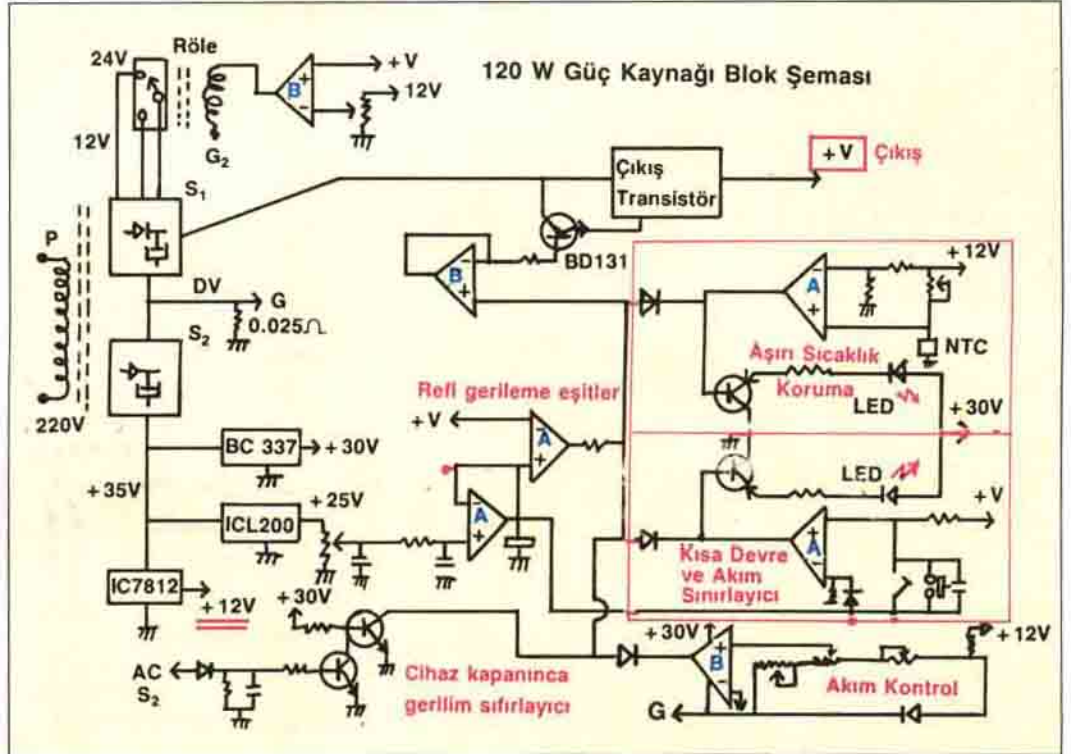 120 W Güç Kaynağı Blok Şeması
24V
Röle
B
+
−
+V
12V
12V
G₂
S₁
P
Çıkış
Transistör
+V
Çıkış
BD131
B
−
+
+12V
A
−
+
NTC
DV
G
0.025Ω
S₂
220V
Aşırı Sıcaklık
Koruma
LED
+30V
Refi gerileme eşitler
+V
A
−
+
BC 337
+30V
+35V
+25V
ICL200
A
−
+
LED
+V
A
+
−
Kısa Devre
ve Akım
Sınırlayıcı
IC7812
+12V
+30V
AC
S₂
Cihaz kapanınca
gerilim sıfırlayıcı
+30V
B
+
−
+12V
Akım Kontrol
G